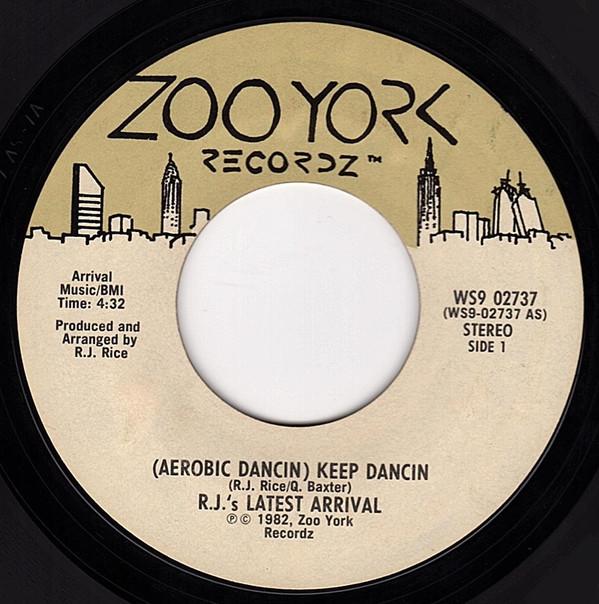 ZOO YORK
RECORDZ™
Arrival
Music/BMI
Time: 4:32
Produced and
Arranged by
R.J. Rice
WS9 02737
(WS9-02737 AS)
STEREO
SIDE 1
(AEROBIC DANCIN) KEEP DANCIN
(R.J. Rice/Q. Baxter)
R.J.'s LATEST ARRIVAL
℗ © 1982, Zoo York
Recordz